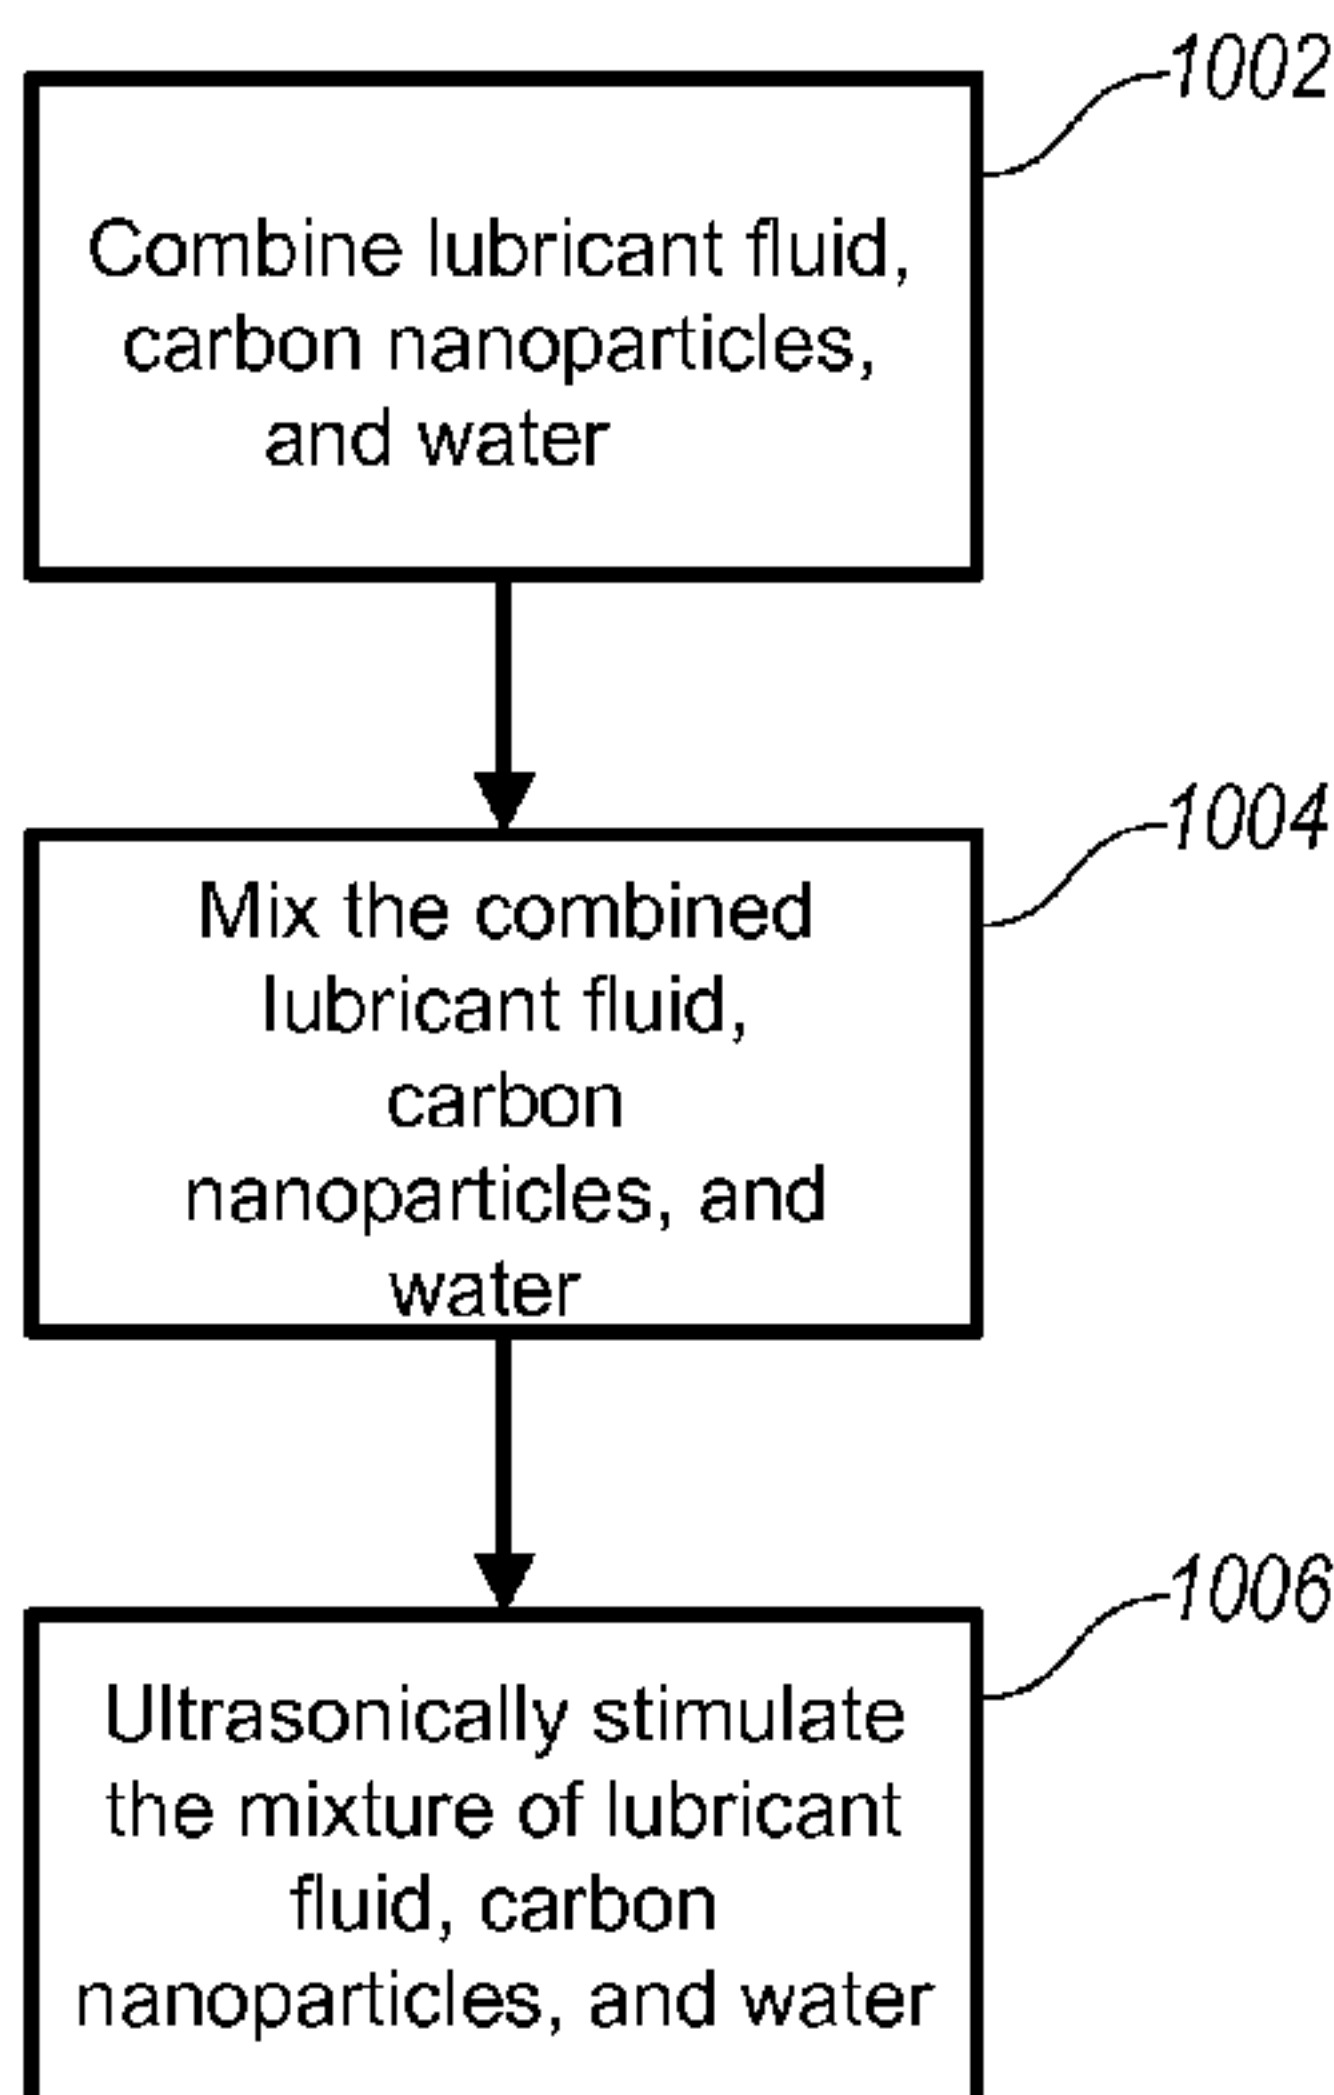 1002
Combine lubricant fluid,
carbon nanoparticles,
and water
1004
Mix the combined
lubricant fluid,
carbon
nanoparticles, and
water
1006
Ultrasonically stimulate
the mixture of lubricant
fluid, carbon
nanoparticles, and water